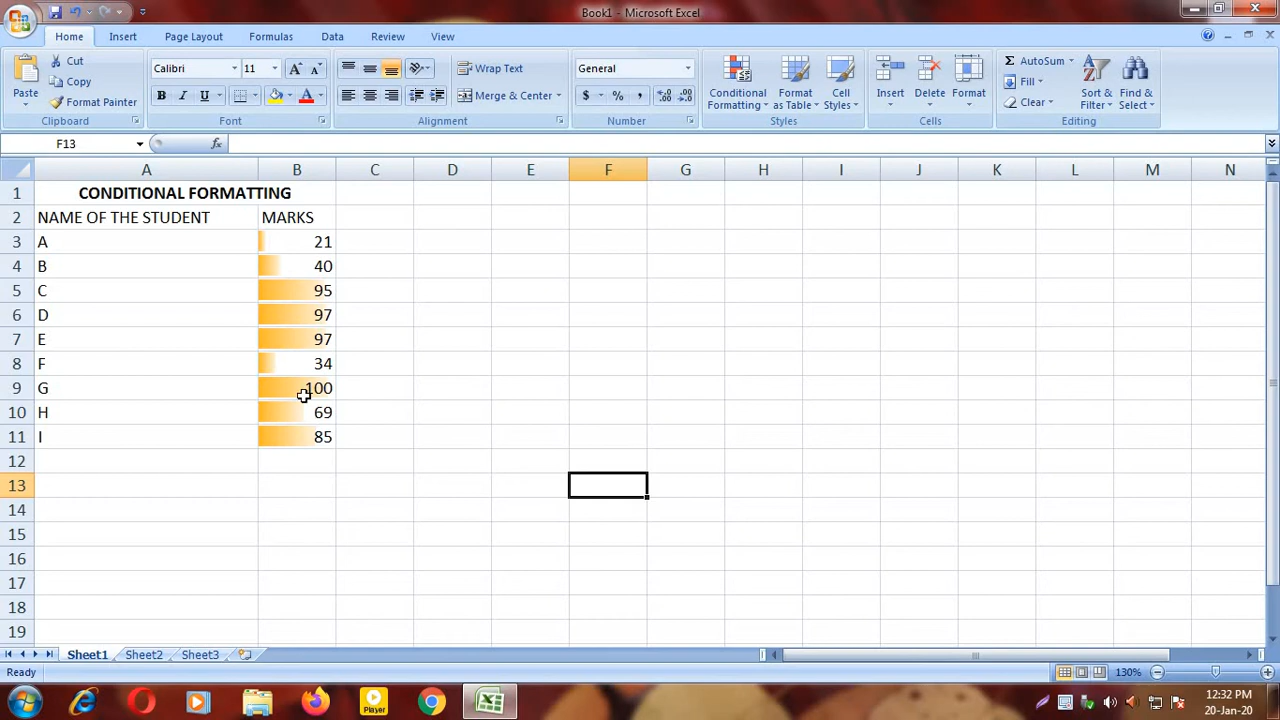 Book1 - Microsoft Excel
Home Insert Page Layout Formulas Data Review View
Paste
Cut
Copy
Format Painter
Clipboard
Calibri 11
B I U
A A A
Font
Wrap Text
Merge & Center
Alignment
General
$ % ,
Number
Conditional Formatting
Format as Table
Cell Styles
Styles
Insert Delete Format
Cells
Σ AutoSum
Fill
Clear
Sort & Filter
Find & Select
Editing
F13 fx
A B C D E F G H I J K L M N
1 CONDITIONAL FORMATTING
2 NAME OF THE STUDENT MARKS
3 A 21
4 B 40
5 C 95
6 D 97
7 E 97
8 F 34
9 G 100
10 H 69
11 I 85
12
13
14
15
16
17
18
19
Sheet1 Sheet2 Sheet3
Ready 130%
Player
12:32 PM
20-Jan-20